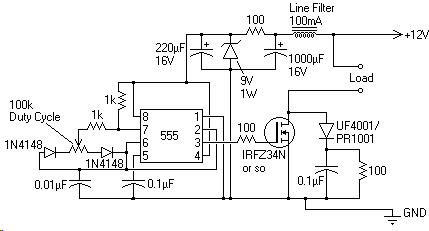 Line Filter
100 100mA
+12V
220µF
16V
1000µF
16V
9V
1W
Load
100k
Duty Cycle
1k
1k
8 1
7 555 2
6 3
5 4
100
1N4148
1N4148
IRFZ34N
or so
UF4001/
PR1001
0.01µF
0.1µF
0.1µF
100
GND